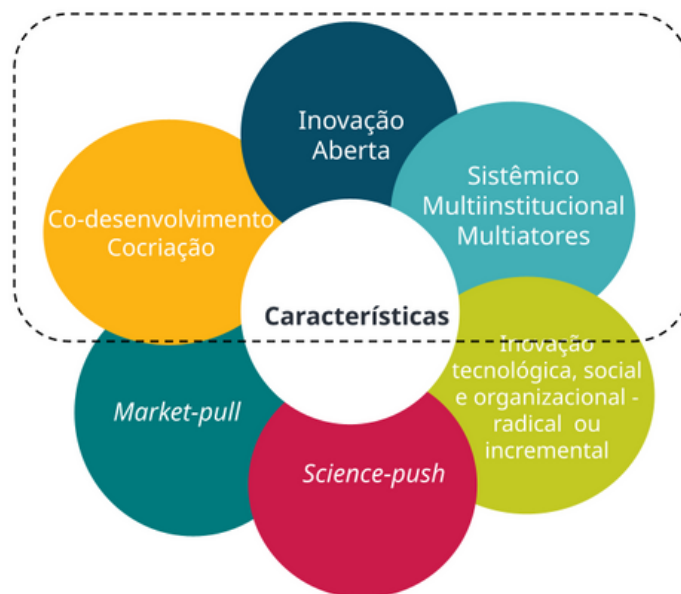 Inovação
Aberta
Sistêmico
Multiinstitucional
Multiatores
Co-desenvolvimento
Cocriação
Características
Inovação
tecnológica, social
e organizacional -
radical ou
incremental
Market-pull
Science-push